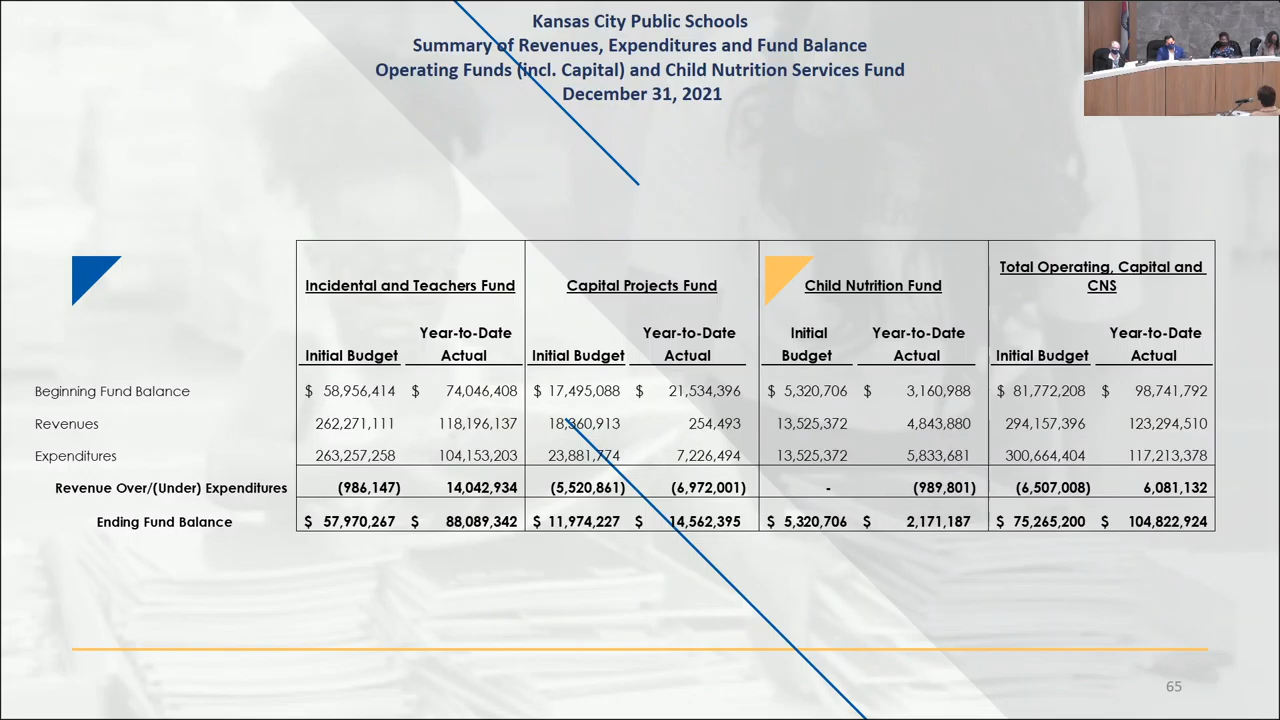 Kansas City Public Schools
Summary of Revenues, Expenditures and Fund Balance
Operating Funds (incl. Capital) and Child Nutrition Services Fund
December 31, 2021
Incidental and Teachers Fund Capital Projects Fund Child Nutrition Fund Total Operating, Capital and CNS
Initial Budget Year-to-Date Actual Initial Budget Year-to-Date Actual Initial Budget Year-to-Date Actual Initial Budget Year-to-Date Actual
Beginning Fund Balance $ 58,956,414 $ 74,046,408 $ 17,495,088 $ 21,534,396 $ 5,320,706 $ 3,160,988 $ 81,772,208 $ 98,741,792
Revenues 262,271,111 118,196,137 18,360,913 254,493 13,525,372 4,843,880 294,157,396 123,294,510
Expenditures 263,257,258 104,153,203 23,881,774 7,226,494 13,525,372 5,833,681 300,664,404 117,213,378
Revenue Over/(Under) Expenditures (986,147) 14,042,934 (5,520,861) (6,972,001) - (989,801) (6,507,008) 6,081,132
Ending Fund Balance $ 57,970,267 $ 88,089,342 $ 11,974,227 $ 14,562,395 $ 5,320,706 $ 2,171,187 $ 75,265,200 $ 104,822,924
65